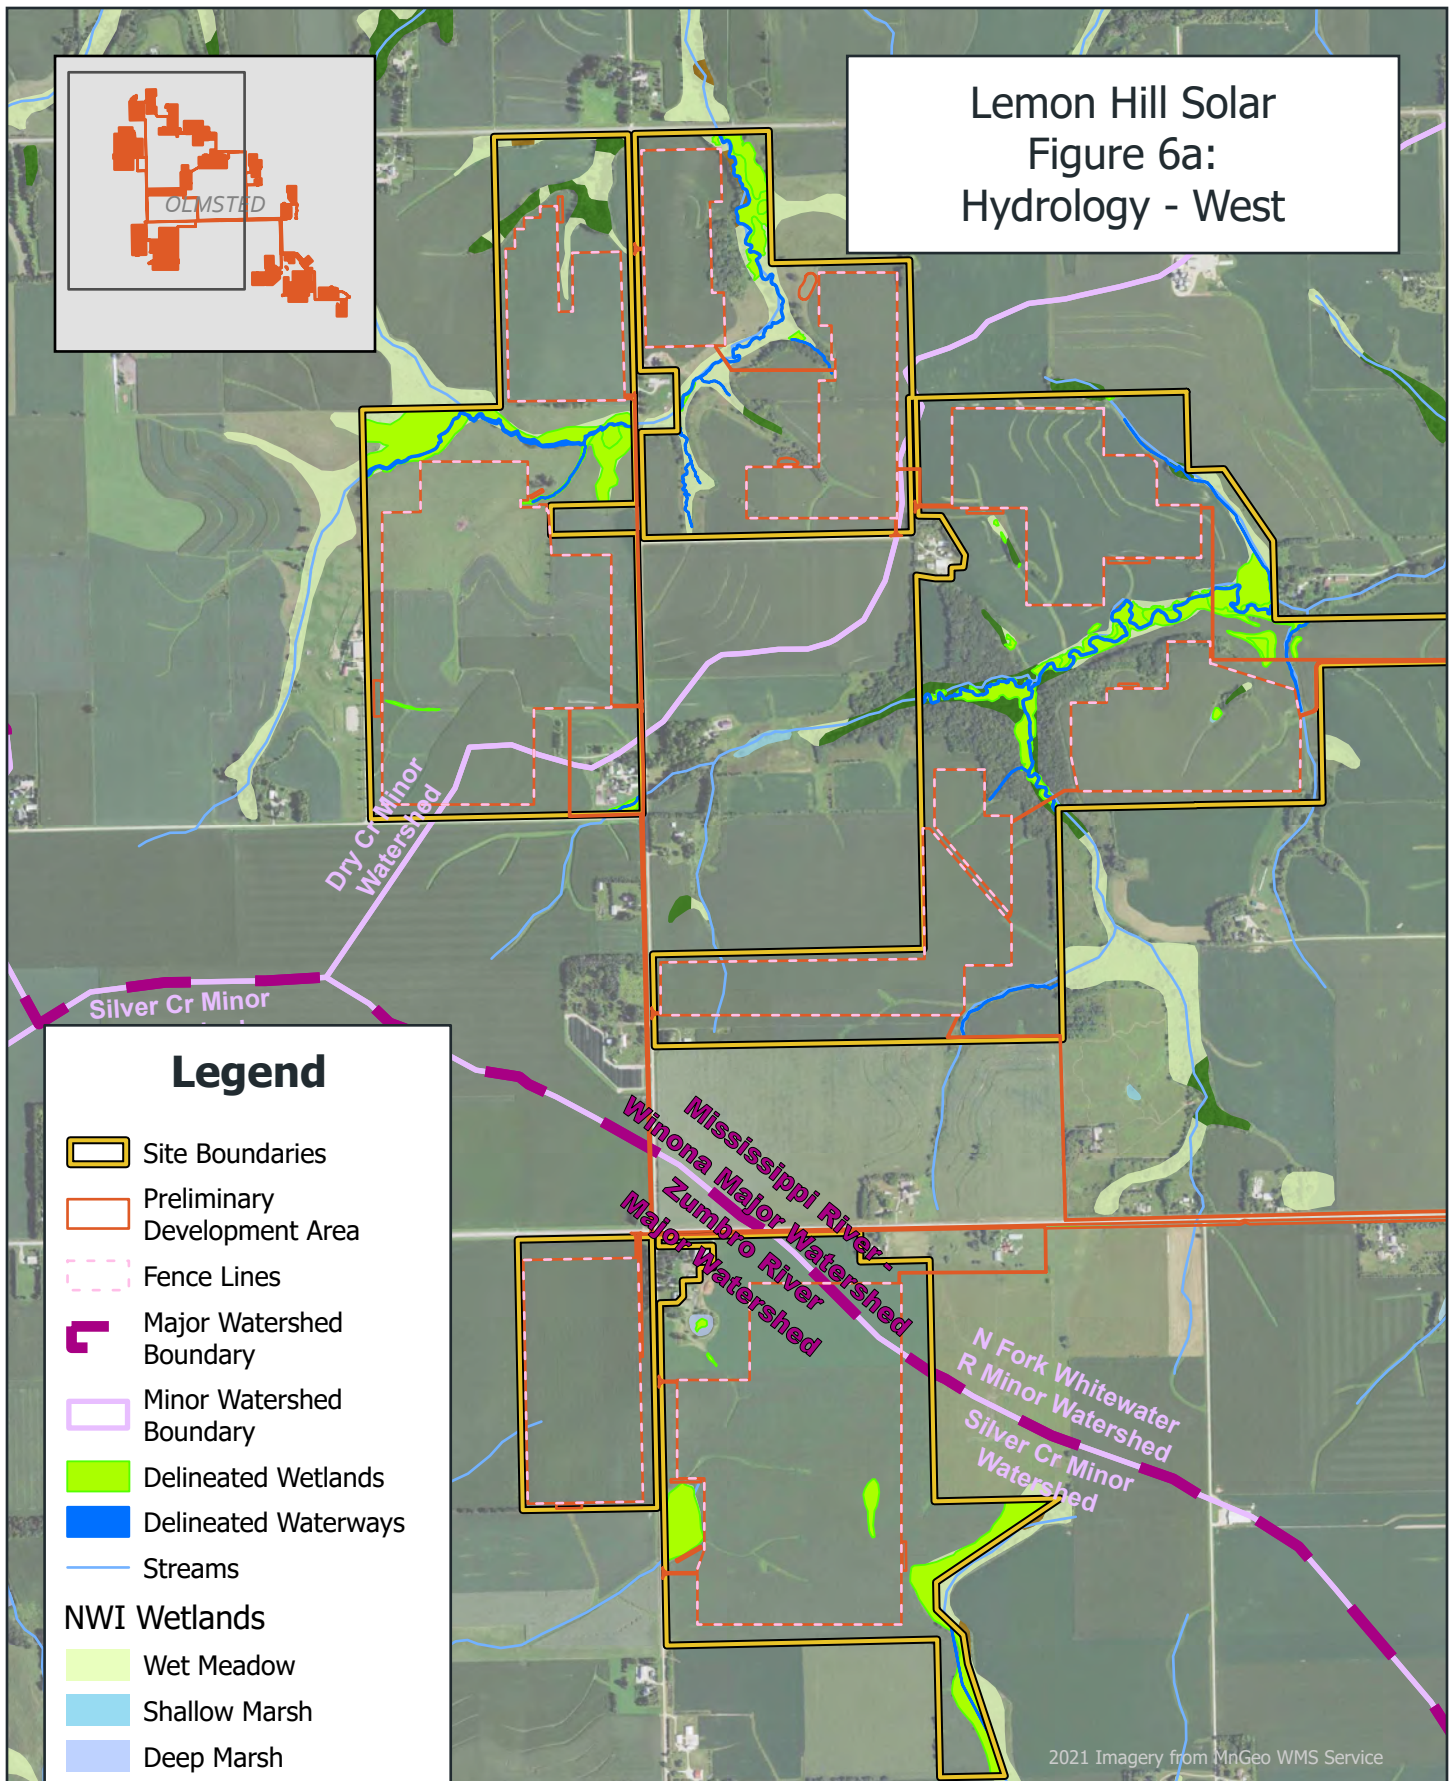 Lemon Hill Solar
Figure 6a:
Hydrology - West
OLMSTED
Dry Cr Minor
Watershed
Silver Cr Minor
Mississippi River -
Winona Major Watershed
Zumbro River
Major Watershed
N Fork Whitewater
R Minor Watershed
Silver Cr Minor
Watershed
Legend
Site Boundaries
Preliminary
Development Area
Fence Lines
Major Watershed
Boundary
Minor Watershed
Boundary
Delineated Wetlands
Delineated Waterways
Streams
NWI Wetlands
Wet Meadow
Shallow Marsh
Deep Marsh
2021 Imagery from MnGeo WMS Service